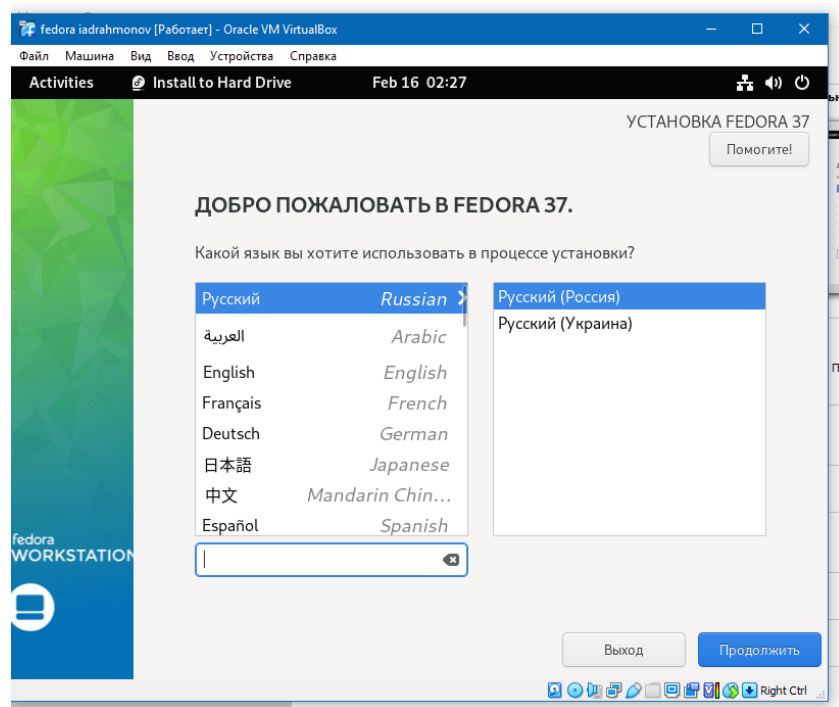 fedora iadrahmonov [Работает] - Oracle VM VirtualBox
Файл Машина Вид Ввод Устройства Справка
Activities Install to Hard Drive Feb 16 02:27
УСТАНОВКА FEDORA 37
Помогите!
ДОБРО ПОЖАЛОВАТЬ В FEDORA 37.
Какой язык вы хотите использовать в процессе установки?
Русский Russian
العربية Arabic
English English
Français French
Deutsch German
日本語 Japanese
中文 Mandarin Chin...
Español Spanish
Русский (Россия)
Русский (Украина)
fedora
WORKSTATION
Выход Продолжить
Right Ctrl